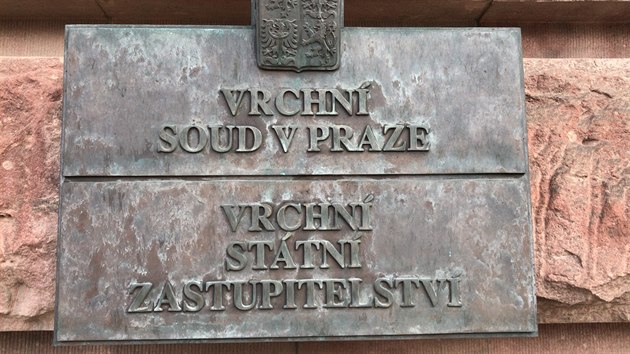 VRCHNÍ
SOUD V PRAZE
VRCHNÍ
STÁTNÍ
ZASTUPITELSTVÍ